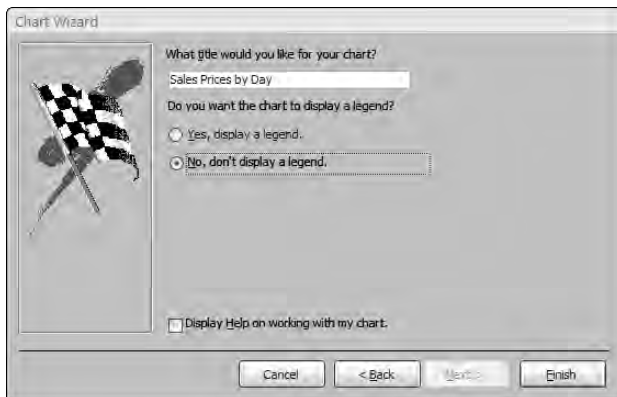 Chart Wizard
What title would you like for your chart?
Sales Prices by Day
Do you want the chart to display a legend?
Yes, display a legend.
No, don't display a legend.
Display Help on working with my chart.
Cancel
< Back
Next >
Finish